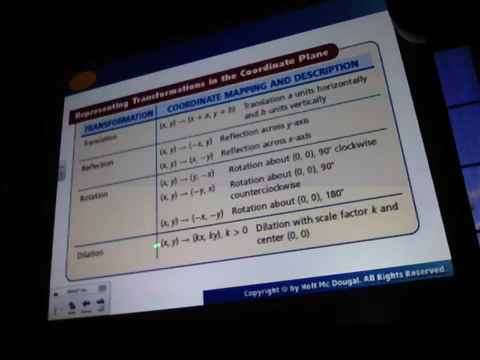 Representing Transformations in the Coordinate Plane
TRANSFORMATION COORDINATE MAPPING AND DESCRIPTION
Translation (x, y) → (x + a, y + b) Translation a units horizontally
and b units vertically
Reflection (x, y) → (−x, y) Reflection across y-axis
(x, y) → (x, −y) Reflection across x-axis
Rotation (x, y) → (y, −x) Rotation about (0, 0), 90° clockwise
(x, y) → (−y, x) Rotation about (0, 0), 90°
counterclockwise
(x, y) → (−x, −y) Rotation about (0, 0), 180°
Dilation (x, y) → (kx, ky), k > 0 Dilation with scale factor k and
center (0, 0)
Copyright © by Holt Mc Dougal. All Rights Reserved.